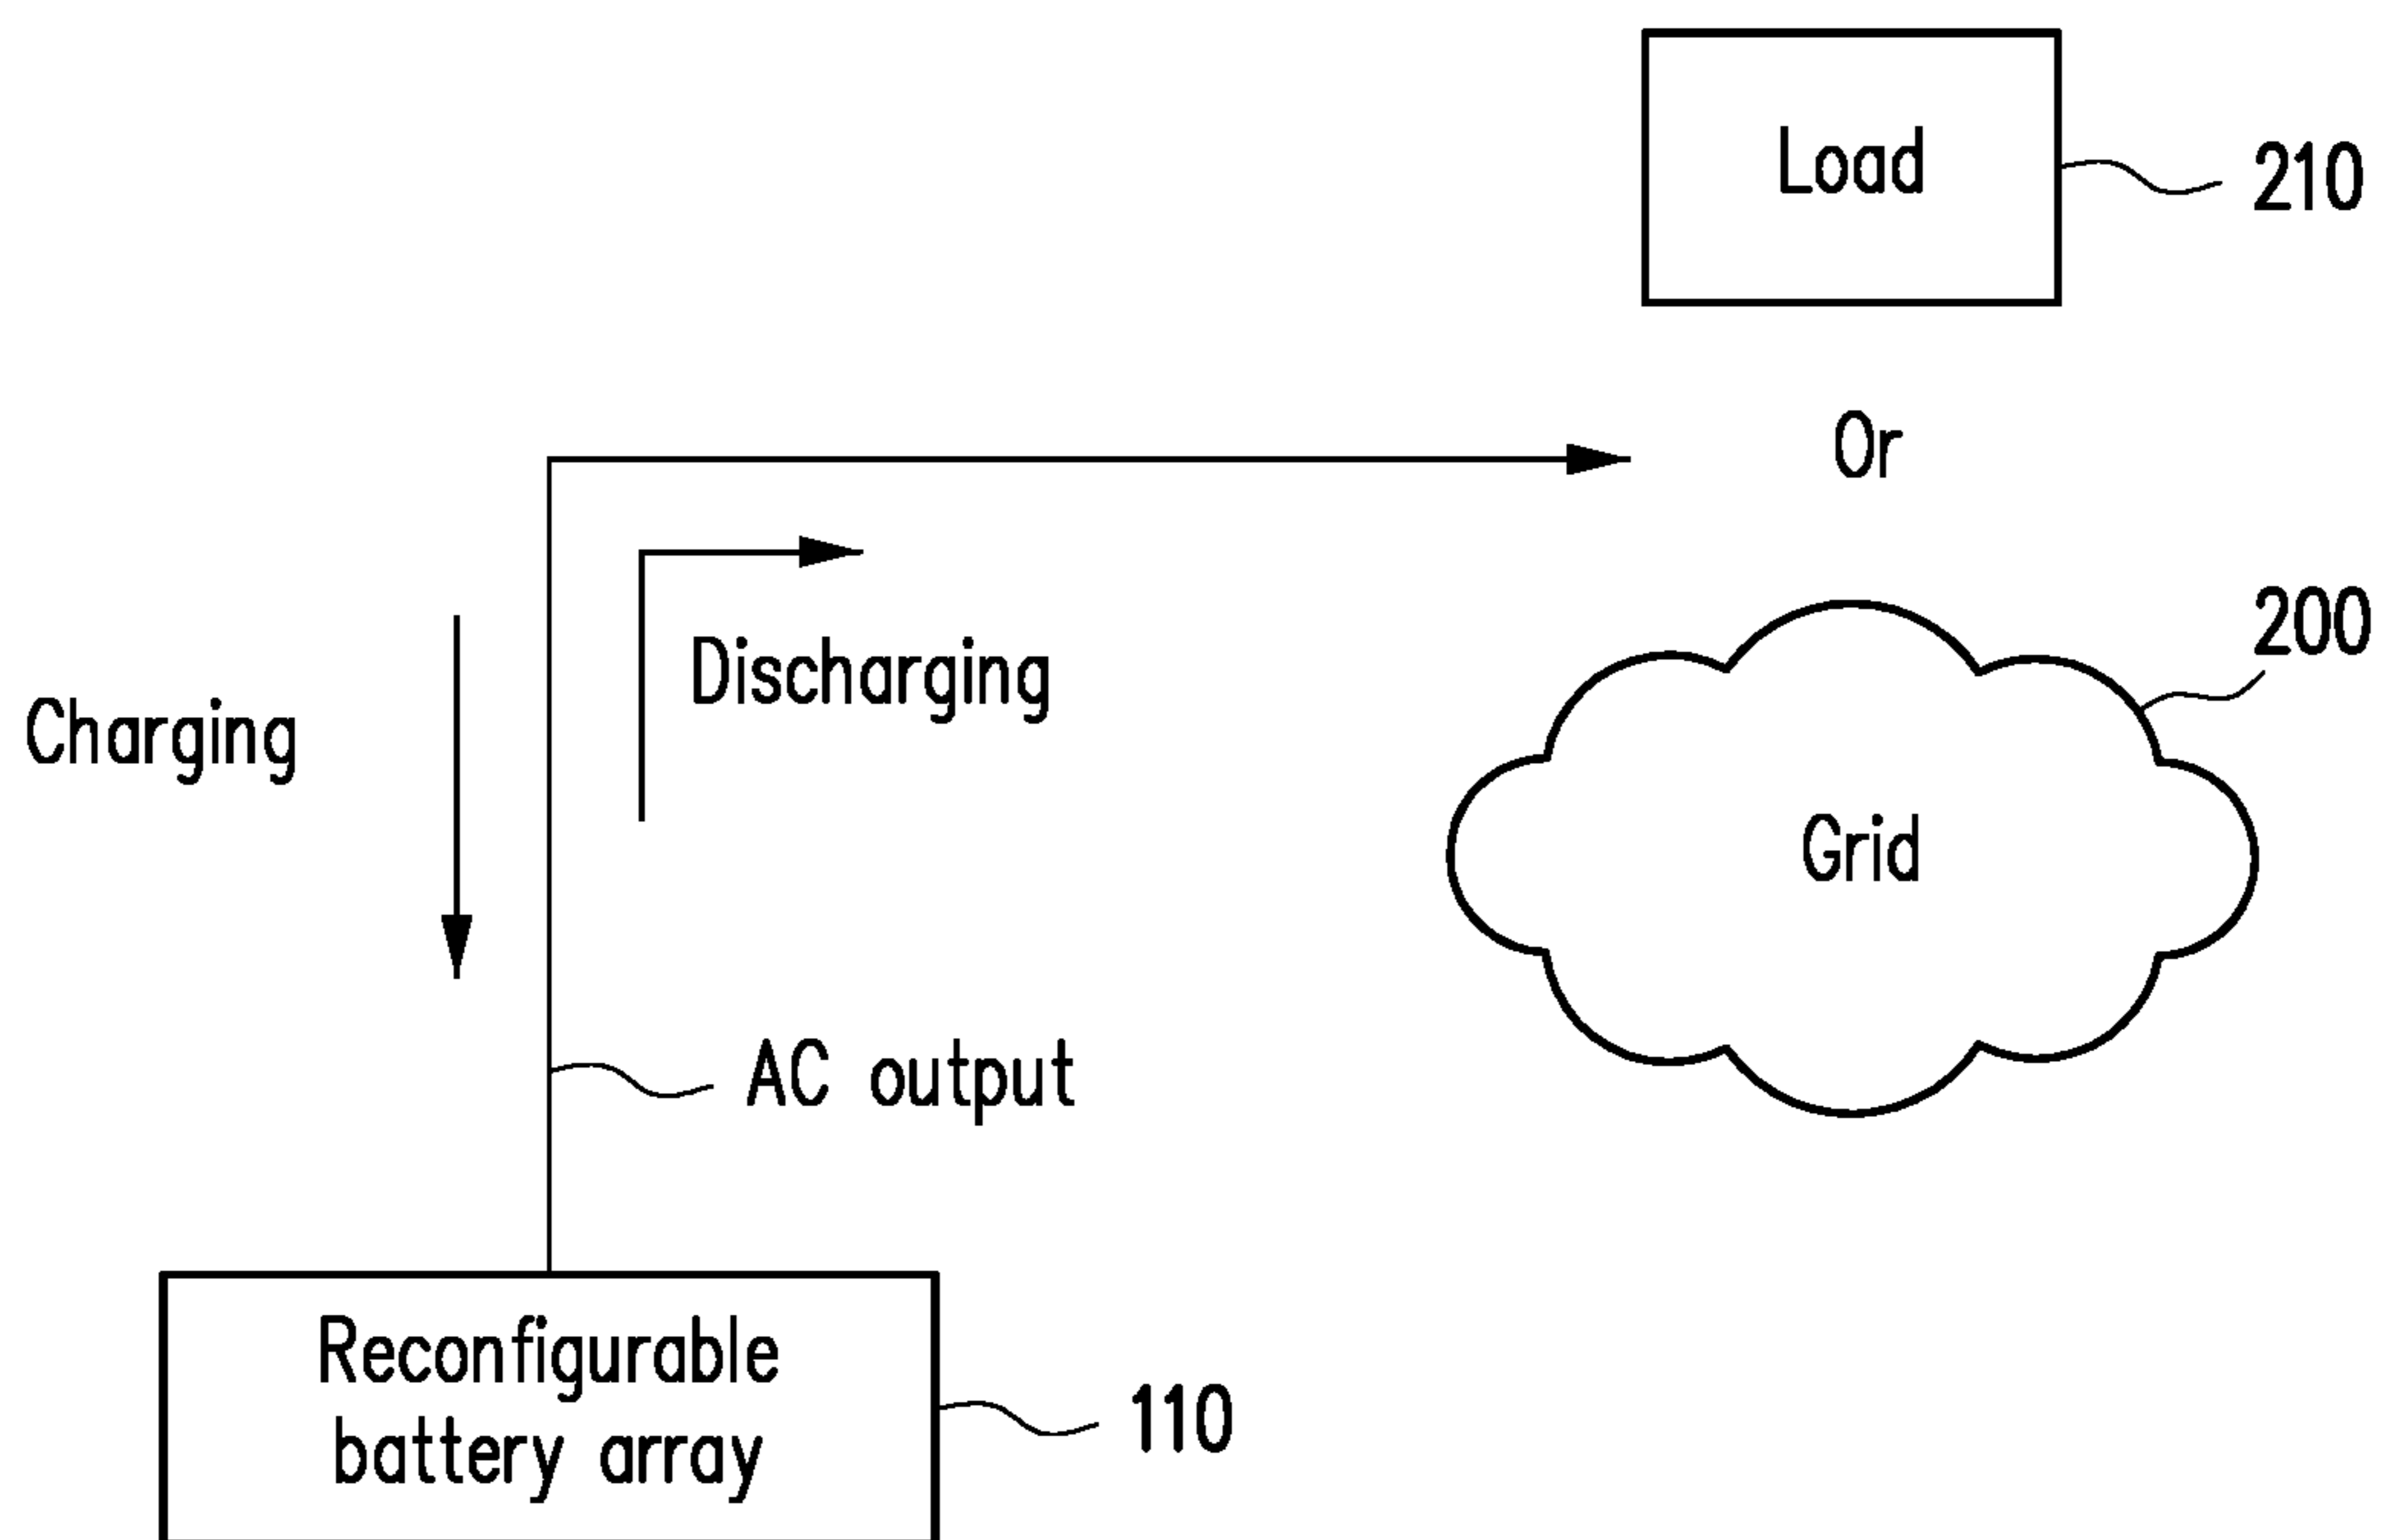 Load
210
Or
200
Discharging
Charging
Grid
AC output
Reconfigurable
battery array
110